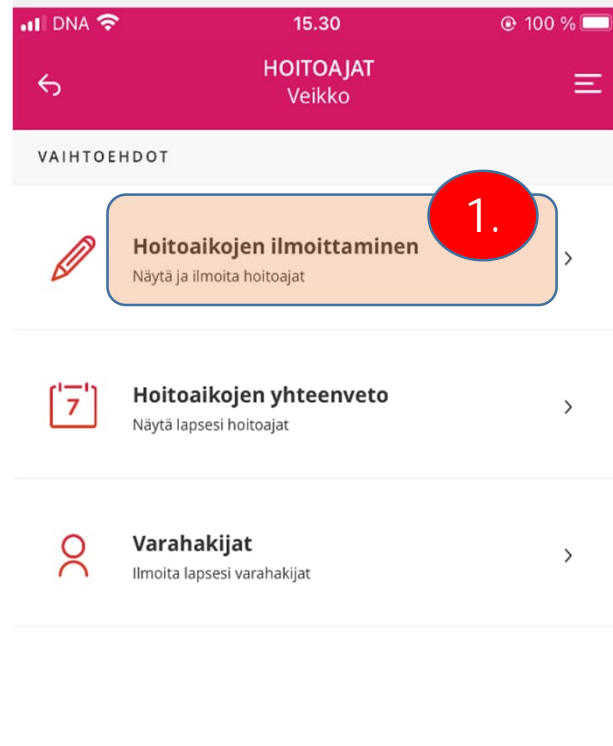 DNA 15.30 100 %
HOITOAJAT
Veikko
VAIHTOEHDOT
1.
Hoitoaikojen ilmoittaminen
Näytä ja ilmoita hoitoajat
7
Hoitoaikojen yhteenveto
Näytä lapsesi hoitoajat
Varahakijat
Ilmoita lapsesi varahakijat